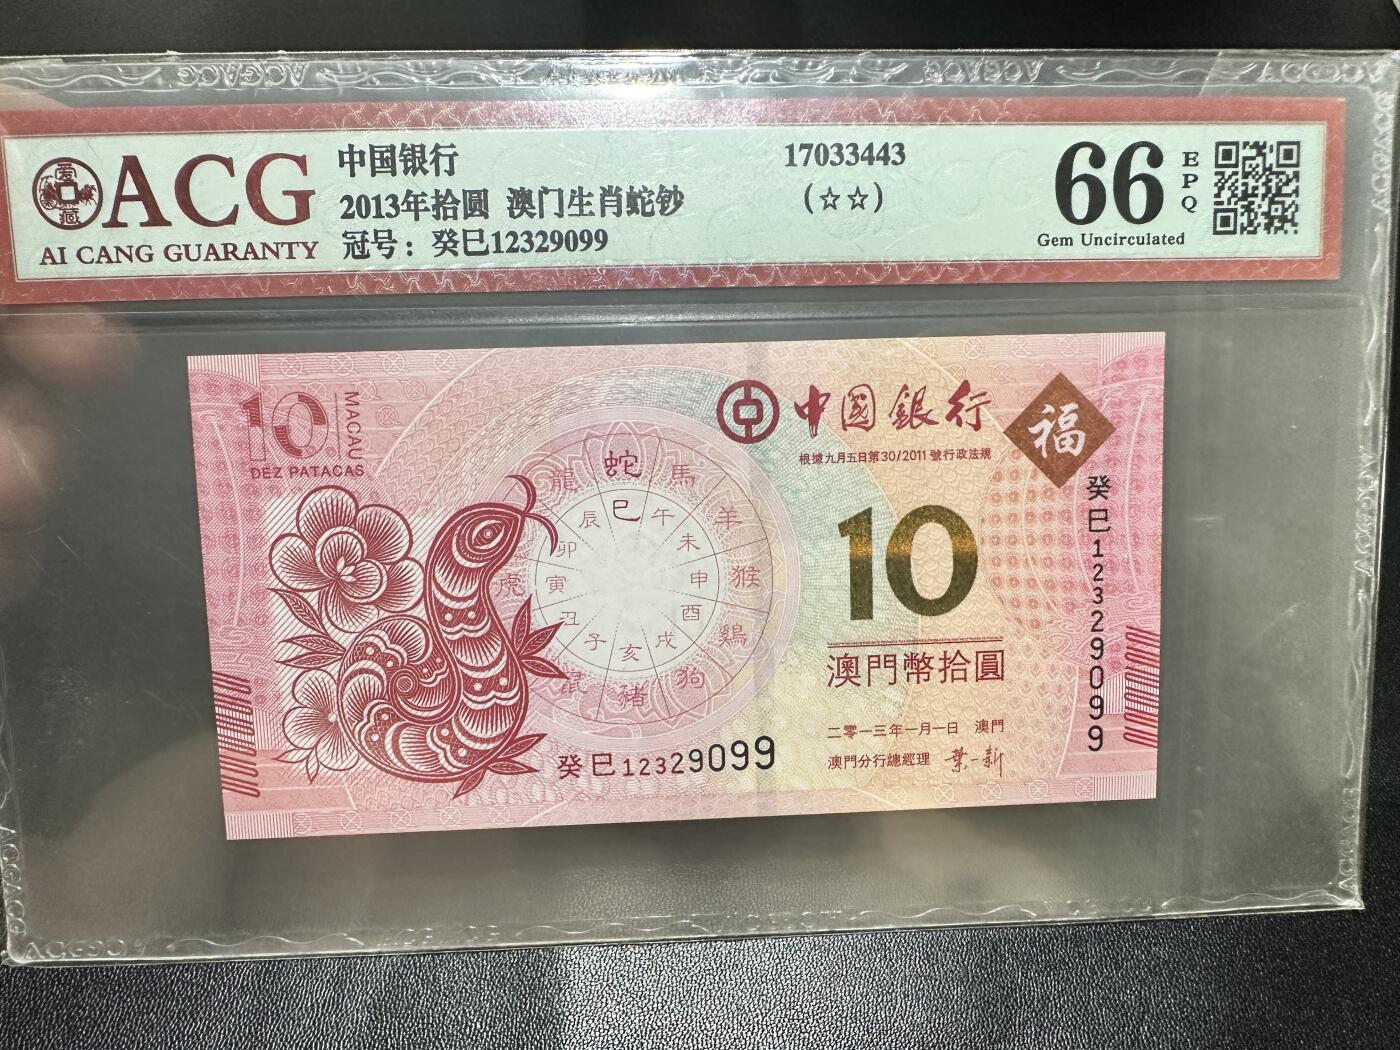 ACG
AI CANG GUARANTY
中国银行
2013年拾圆 澳门生肖蛇钞
冠号：癸巳12329099
17033443
(☆☆)
66
EPQ
Gem Uncirculated
10
MACAU
DEZ PATACAS
中國銀行
根據九月五日第30/2011號行政法規
福
癸巳12329099
蛇
馬
羊
猴
鷄
狗
豬
鼠
虎
龍
巳
午
未
申
酉
戌
亥
子
丑
寅
卯
辰
10
澳門幣拾圓
二零一三年一月一日 澳門
澳門分行總經理 葉一新
癸巳12329099